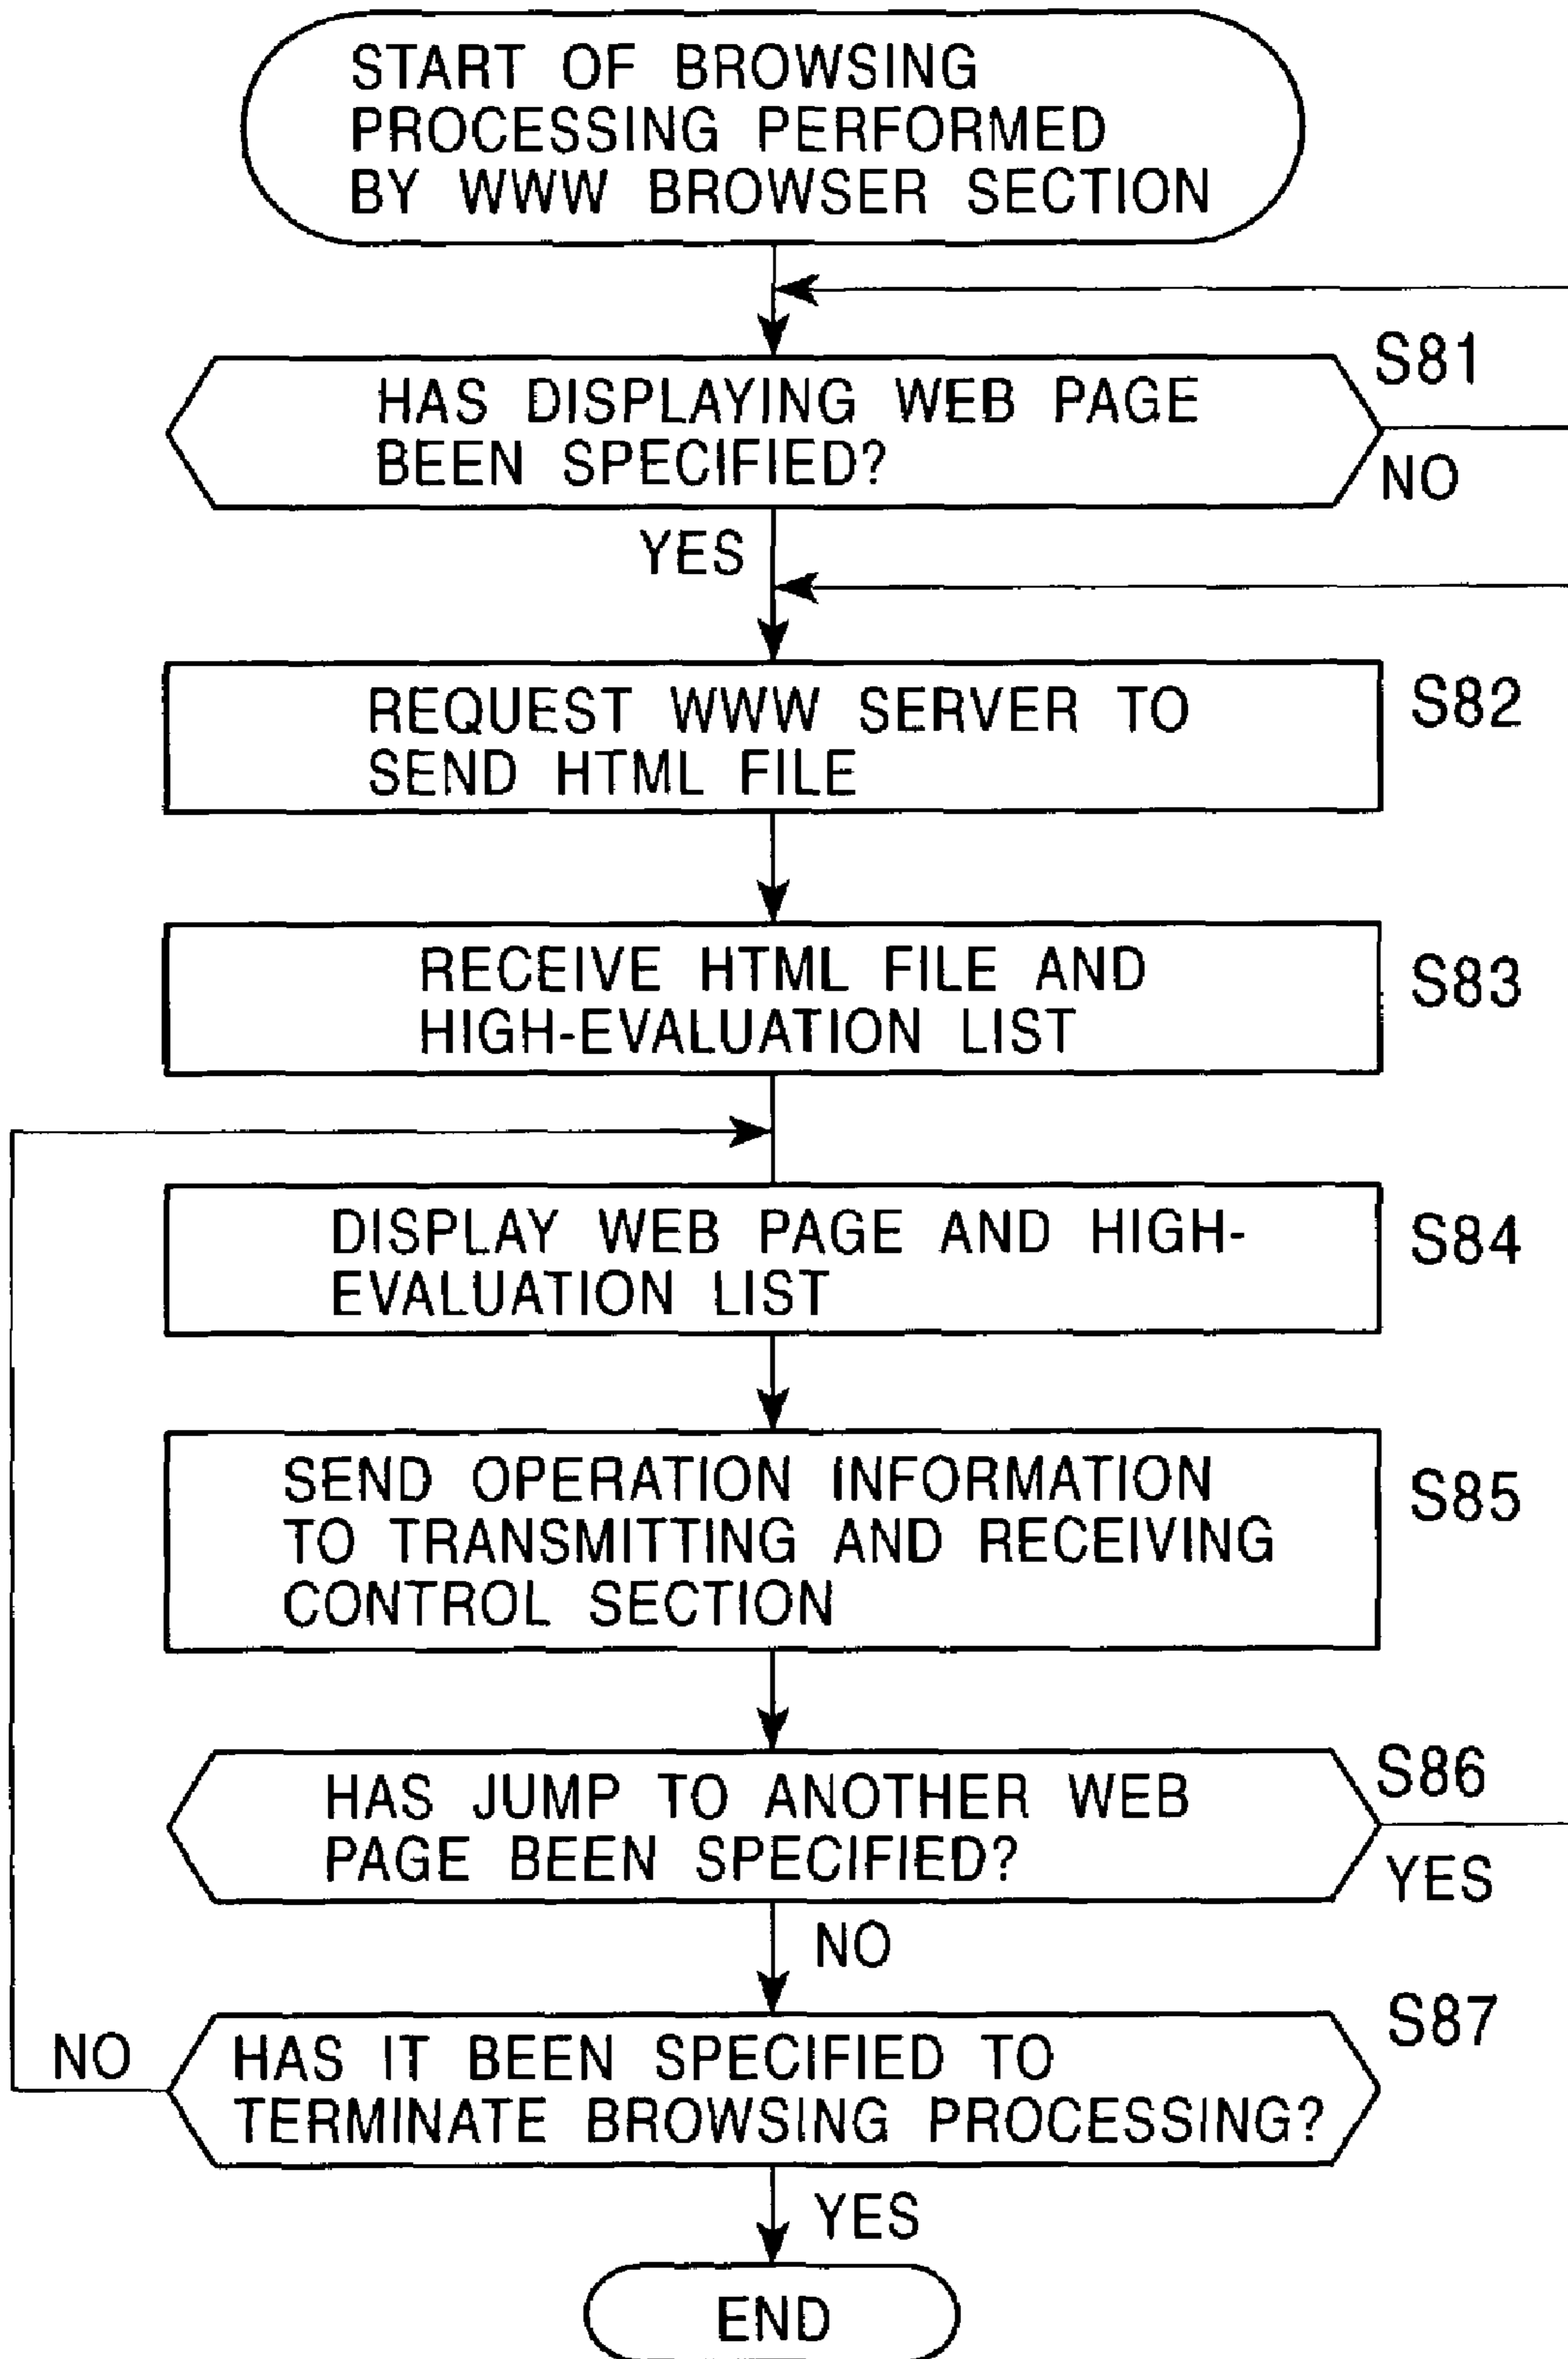 START OF BROWSING
PROCESSING PERFORMED
BY WWW BROWSER SECTION
S81
HAS DISPLAYING WEB PAGE
BEEN SPECIFIED?
NO
YES
REQUEST WWW SERVER TO
SEND HTML FILE
S82
RECEIVE HTML FILE AND
HIGH-EVALUATION LIST
S83
DISPLAY WEB PAGE AND HIGH-
EVALUATION LIST
S84
SEND OPERATION INFORMATION
TO TRANSMITTING AND RECEIVING
CONTROL SECTION
S85
S86
HAS JUMP TO ANOTHER WEB
PAGE BEEN SPECIFIED?
YES
NO
S87
NO
HAS IT BEEN SPECIFIED TO
TERMINATE BROWSING PROCESSING?
YES
END